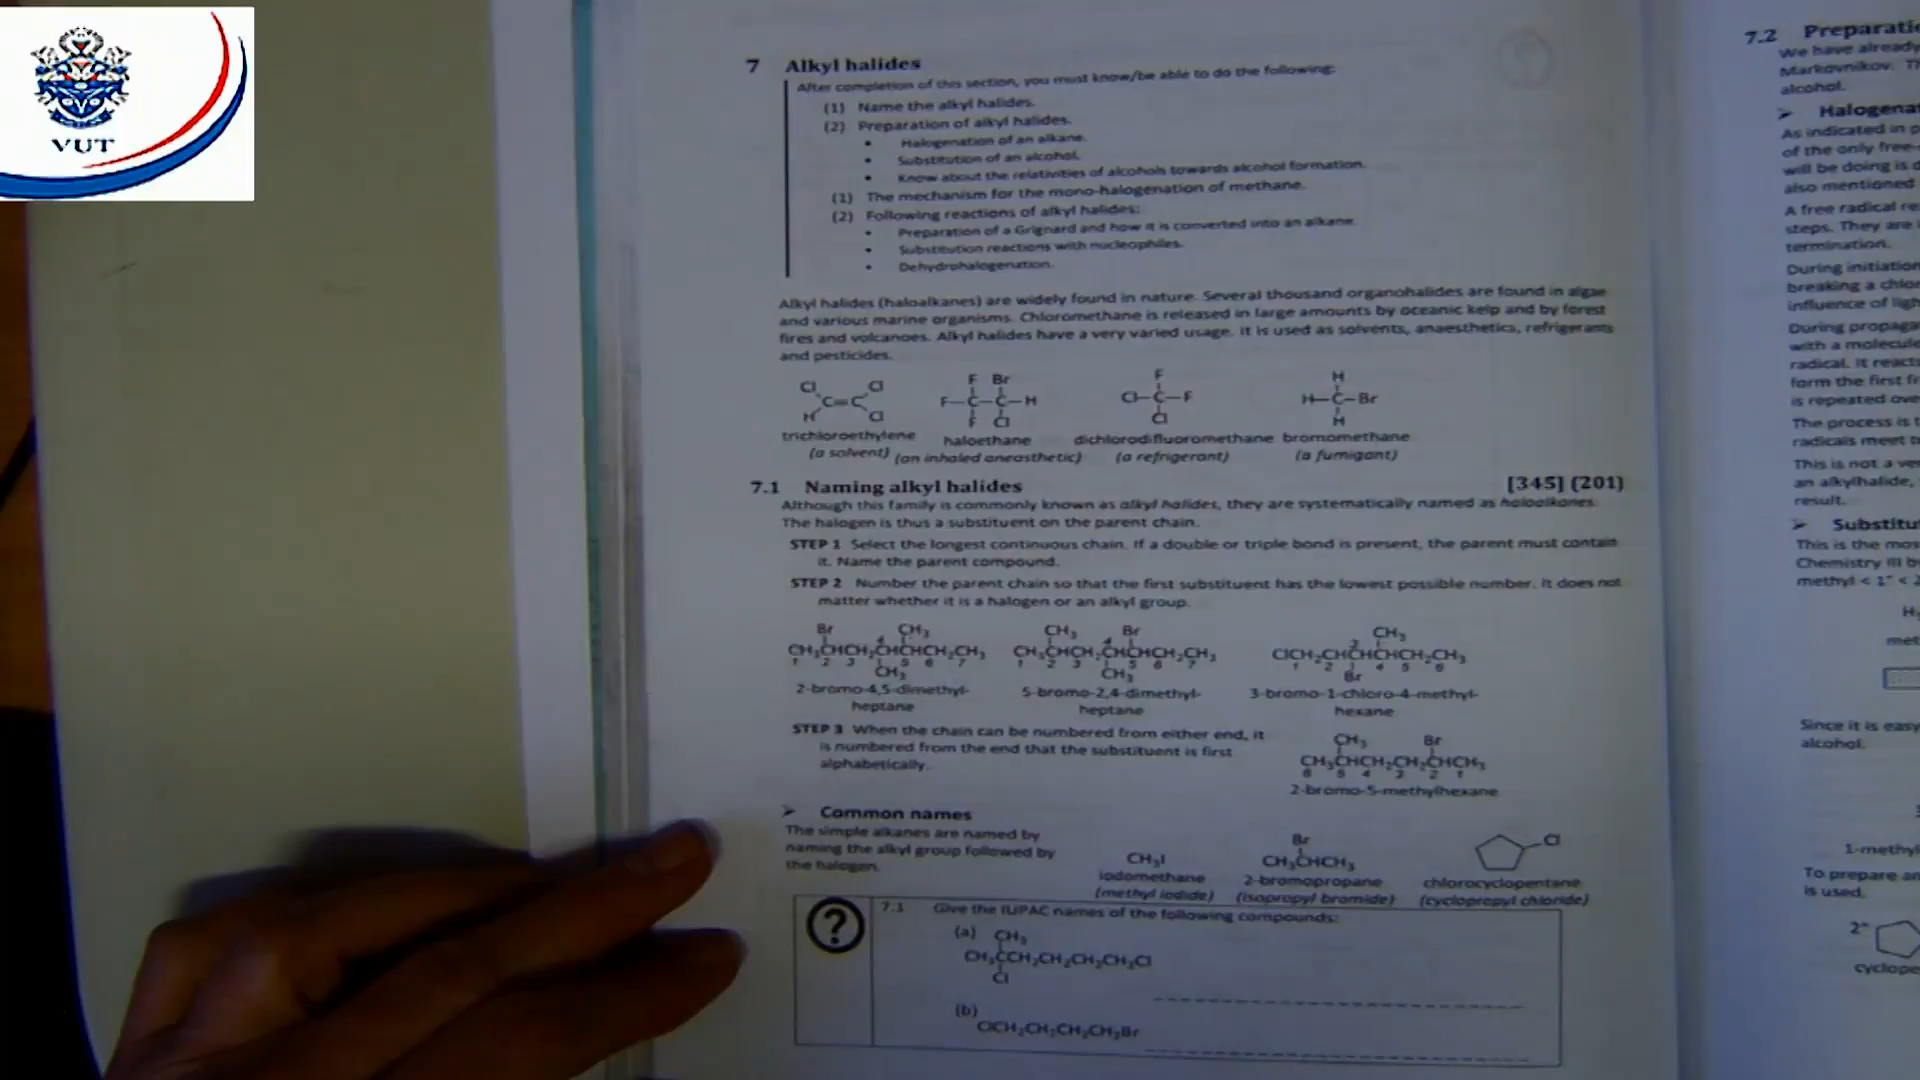 VUT
7 Alkyl halides
After completion of this section, you must know/be able to do the following:
(1) Name the alkyl halides.
(2) Preparation of alkyl halides.
• Halogenation of an alkane.
• Substitution of an alcohol.
• Know about the relativities of alcohols towards alcohol formation.
(1) The mechanism for the mono-halogenation of methane.
(2) Following reactions of alkyl halides:
• Preparation of a Grignard and how it is converted into an alkane.
• Substitution reactions with nucleophiles.
• Dehydrohalogenation.
Alkyl halides (haloalkanes) are widely found in nature. Several thousand organohalides are found in algae
and various marine organisms. Chloromethane is released in large amounts by oceanic kelp and by forest
fires and volcanoes. Alkyl halides have a very varied usage. It is used as solvents, anaesthetics, refrigerants
and pesticides.
Cl Cl F Br F H
C=C F—C—C—H Cl—C—F H—C—Br
H Cl F Cl Cl H
trichloroethylene haloethane dichlorodifluoromethane bromomethane
(a solvent) (an inhaled aneasthetic) (a refrigerant) (a fumigant)
7.1 Naming alkyl halides [345] (201)
Although this family is commonly known as alkyl halides, they are systematically named as haloalkanes.
The halogen is thus a substituent on the parent chain.
STEP 1 Select the longest continuous chain. If a double or triple bond is present, the parent must contain
it. Name the parent compound.
STEP 2 Number the parent chain so that the first substituent has the lowest possible number. It does not
matter whether it is a halogen or an alkyl group.
Br CH3 CH3 Br CH3
CH3CHCH2CHCHCH2CH3 CH3CHCH2CHCHCH2CH3 ClCH2CH2CHCHCH2CH3
1 2 3 4 5 6 7 1 2 3 4 5 6 7 1 2 3 4 5 6
CH3 CH3 Br
2-bromo-4,5-dimethyl- 5-bromo-2,4-dimethyl- 3-bromo-1-chloro-4-methyl-
heptane heptane hexane
STEP 3 When the chain can be numbered from either end, it
is numbered from the end that the substituent is first
alphabetically.
CH3 Br
CH3CHCH2CH2CHCH3
6 5 4 3 2 1
2-bromo-5-methylhexane
➢ Common names
The simple alkanes are named by
naming the alkyl group followed by
the halogen.
Br Cl
CH3I CH3CHCH3
iodomethane 2-bromopropane chlorocyclopentane
(methyl iodide) (isopropyl bromide) (cyclopropyl chloride)
? 7.1 Give the IUPAC names of the following compounds:
(a) CH3
CH3CCH2CH2CH2CH2Cl
Cl
(b)
ClCH2CH2CH2CH2Br
7.2 Preparati
We have already
Markovnikov. Th
alcohol.
➢ Halogena
As indicated in p
of the only free-
will be doing is
also mentioned
A free radical re
steps. They are
termination.
During initiation
breaking a chlor
influence of ligh
During propaga
with a molecule
radical. It reacts
form the first fr
is repeated ove
The process is t
radicals meet t
This is not a ve
an alkylhalide,
result.
➢ Substitu
This is the mos
Chemistry III b
methyl < 1° < 2
H
met
Since it is easy
alcohol.
1-methyl
To prepare an
is used.
2°
cyclope